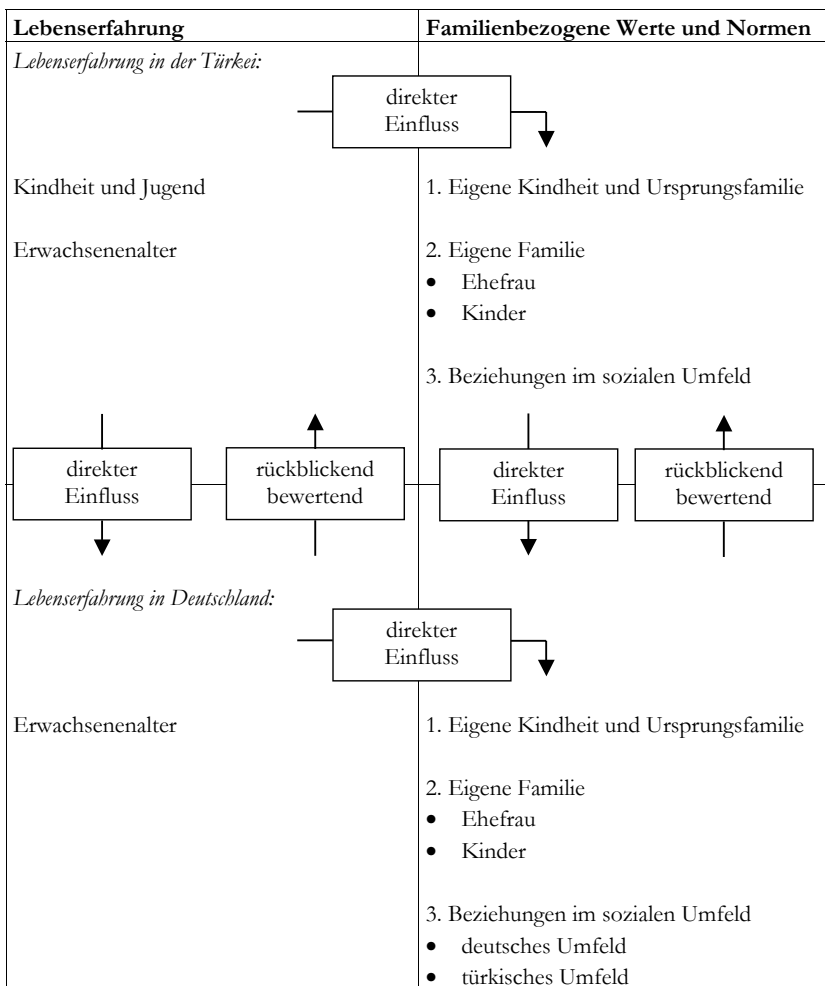 Lebenserfahrung
Familienbezogene Werte und Normen
Lebenserfahrung in der Türkei:
direkter
Einfluss
Kindheit und Jugend
1. Eigene Kindheit und Ursprungsfamilie
Erwachsenenalter
2. Eigene Familie
• Ehefrau
• Kinder
3. Beziehungen im sozialen Umfeld
direkter
Einfluss
rückblickend
bewertend
direkter
Einfluss
rückblickend
bewertend
Lebenserfahrung in Deutschland:
direkter
Einfluss
Erwachsenenalter
1. Eigene Kindheit und Ursprungsfamilie
2. Eigene Familie
• Ehefrau
• Kinder
3. Beziehungen im sozialen Umfeld
• deutsches Umfeld
• türkisches Umfeld